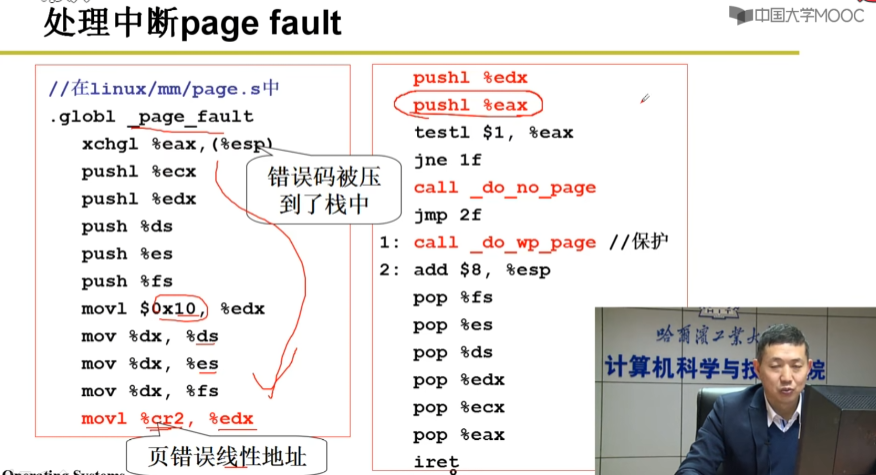 处理中断page fault
中国大学MOOC
//在linux/mm/page.s中
.globl _page_fault
xchgl %eax,(%esp)
pushl %ecx
pushl %edx
push %ds
push %es
push %fs
movl $0x10, %edx
mov %dx, %ds
mov %dx, %es
mov %dx, %fs
movl %cr2, %edx
错误码被压
到了栈中
页错误线性地址
pushl %edx
pushl %eax
testl $1, %eax
jne 1f
call _do_no_page
jmp 2f
1: call _do_wp_page //保护
2: add $8, %esp
pop %fs
pop %es
pop %ds
pop %edx
pop %ecx
pop %eax
iret
哈尔滨工业大
计算机科学与技
院
Operating Systems